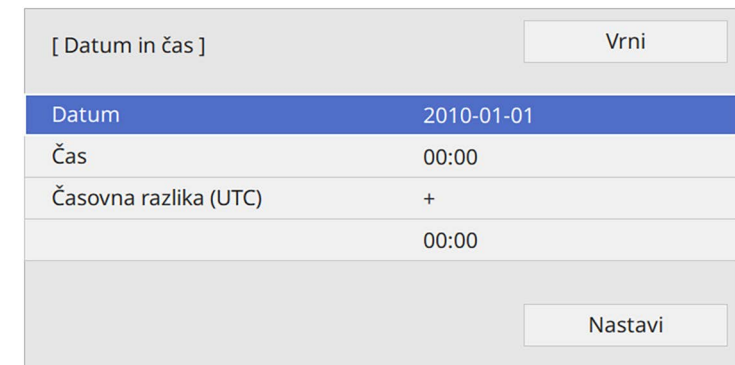 [ Datum in čas ]
Vrni
Datum 2010-01-01
Čas 00:00
Časovna razlika (UTC) +
00:00
Nastavi